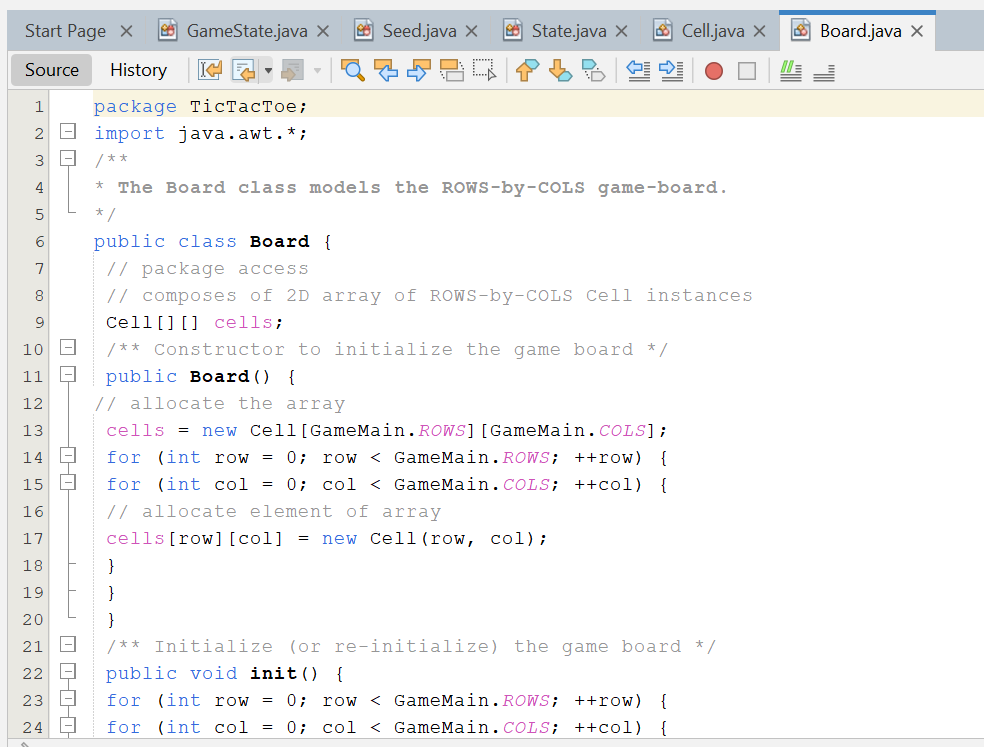 Start Page
GameState.java
Seed.java
State.java
Cell.java
Board.java
Source History
1 package TicTacToe;
2 import java.awt.*;
3 /**
4 * The Board class models the ROWS-by-COLS game-board.
5 */
6 public class Board {
7 // package access
8 // composes of 2D array of ROWS-by-COLS Cell instances
9 Cell[][] cells;
10 /** Constructor to initialize the game board */
11 public Board() {
12 // allocate the array
13 cells = new Cell[GameMain.ROWS][GameMain.COLS];
14 for (int row = 0; row < GameMain.ROWS; ++row) {
15 for (int col = 0; col < GameMain.COLS; ++col) {
16 // allocate element of array
17 cells[row][col] = new Cell(row, col);
18 }
19 }
20 }
21 /** Initialize (or re-initialize) the game board */
22 public void init() {
23 for (int row = 0; row < GameMain.ROWS; ++row) {
24 for (int col = 0; col < GameMain.COLS; ++col) {